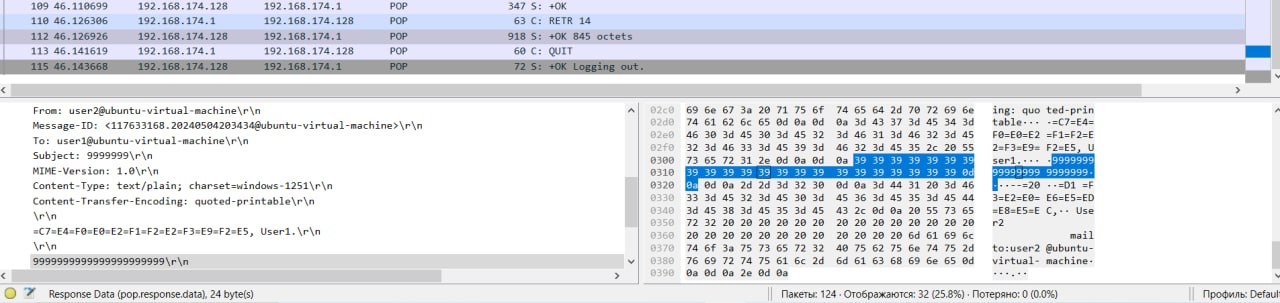 109 46.110699 192.168.174.128 192.168.174.1 POP 347 S: +OK
110 46.126306 192.168.174.1 192.168.174.128 POP 63 C: RETR 14
112 46.126926 192.168.174.128 192.168.174.1 POP 918 S: +OK 845 octets
113 46.141619 192.168.174.1 192.168.174.128 POP 60 C: QUIT
115 46.143668 192.168.174.128 192.168.174.1 POP 72 S: +OK Logging out.
From: user2@ubuntu-virtual-machine\r\n
Message-ID: <117633168.20240504203434@ubuntu-virtual-machine>\r\n
To: user1@ubuntu-virtual-machine\r\n
Subject: 9999999\r\n
MIME-Version: 1.0\r\n
Content-Type: text/plain; charset=windows-1251\r\n
Content-Transfer-Encoding: quoted-printable\r\n
\r\n
=C7=E4=F0=E0=E2=F1=F2=E2=F3=E9=F2=E5, User1.\r\n
\r\n
9999999999999999999999\r\n
02c0 69 6e 67 3a 20 71 75 6f 74 65 64 2d 70 72 69 6e ing: quo ted-prin
02d0 74 61 62 6c 65 0d 0a 0d 0a 3d 43 37 3d 45 34 3d table··· ·=C7=E4=
02e0 46 30 3d 45 30 3d 45 32 3d 46 31 3d 46 32 3d 45 F0=E0=E2 =F1=F2=E
02f0 32 3d 46 33 3d 45 39 3d 46 32 3d 45 35 2c 20 55 2=F3=E9= F2=E5, U
0300 73 65 72 31 2e 0d 0a 0d 0a 39 39 39 39 39 39 39 ser1.··· ·9999999
0310 39 39 39 39 39 39 39 39 39 39 39 39 39 39 39 0d 99999999 9999999·
0320 0a 0d 0a 2d 2d 3d 32 30 0d 0a 3d 44 31 20 3d 46 ····--=20 ··=D1 =F
0330 33 3d 45 32 3d 45 30 3d 45 36 3d 45 35 3d 45 44 3=E2=E0= E6=E5=ED
0340 3d 45 38 3d 45 35 3d 45 43 2c 0d 0a 20 55 73 65 =E8=E5=E C,·· Use
0350 72 32 20 20 20 20 20 20 20 20 20 20 20 20 20 20 r2
0360 20 20 20 20 20 20 20 20 20 20 20 20 6d 61 69 6c mail
0370 74 6f 3a 75 73 65 72 32 40 75 62 75 6e 74 75 2d to:user2 @ubuntu-
0380 76 69 72 74 75 61 6c 2d 6d 61 63 68 69 6e 65 0d virtual- machine·
0390 0a 0d 0a 2e 0d 0a ···.··
Response Data (pop.response.data), 24 byte(s)
Пакеты: 124 · Отображаются: 32 (25.8%) · Потеряно: 0 (0.0%)
Профиль: Defaul